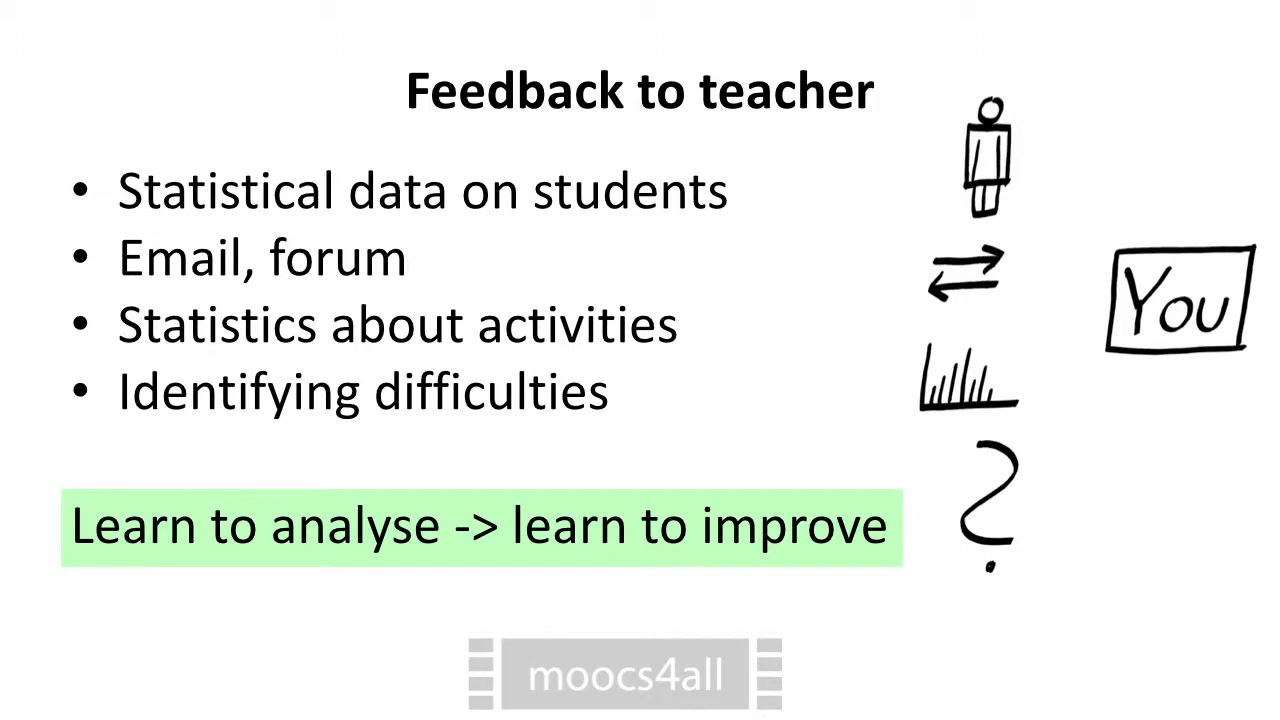 Feedback to teacher
• Statistical data on students
• Email, forum
• Statistics about activities
• Identifying difficulties
You
?
Learn to analyse -> learn to improve
moocs4all